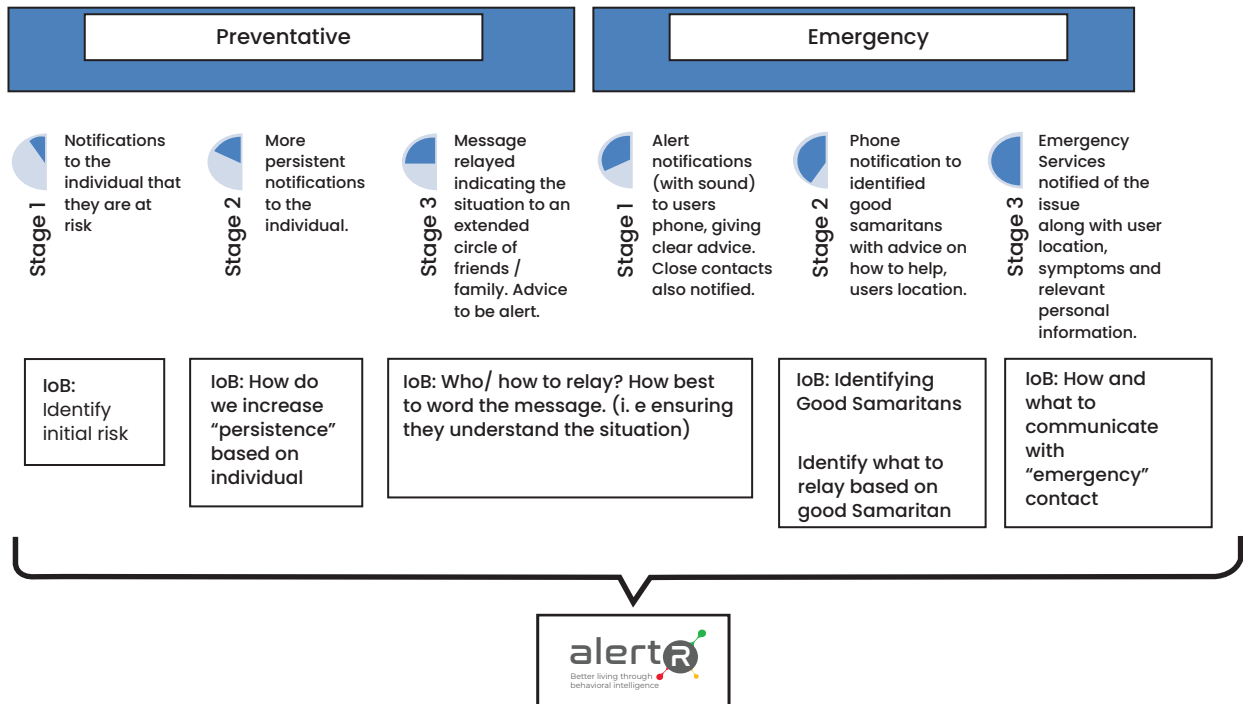 Preventative
Emergency
Stage 1
Notifications
to the
individual that
they are at
risk
Stage 2
More
persistent
notifications
to the
individual.
Stage 3
Message
relayed
indicating the
situation to an
extended
circle of
friends /
family. Advice
to be alert.
Stage 1
Alert
notifications
(with sound)
to users
phone, giving
clear advice.
Close contacts
also notified.
Stage 2
Phone
notification to
identified
good
samaritans
with advice on
how to help,
users location.
Stage 3
Emergency
Services
notified of the
issue
along with user
location,
symptoms and
relevant
personal
information.
IoB:
Identify
initial risk
IoB: How do
we increase
“persistence”
based on
individual
IoB: Who/ how to relay? How best
to word the message. (i. e ensuring
they understand the situation)
IoB: Identifying
Good Samaritans
Identify what to
relay based on
good Samaritan
IoB: How and
what to
communicate
with
“emergency”
contact
alertR
Better living through
behavioral intelligence